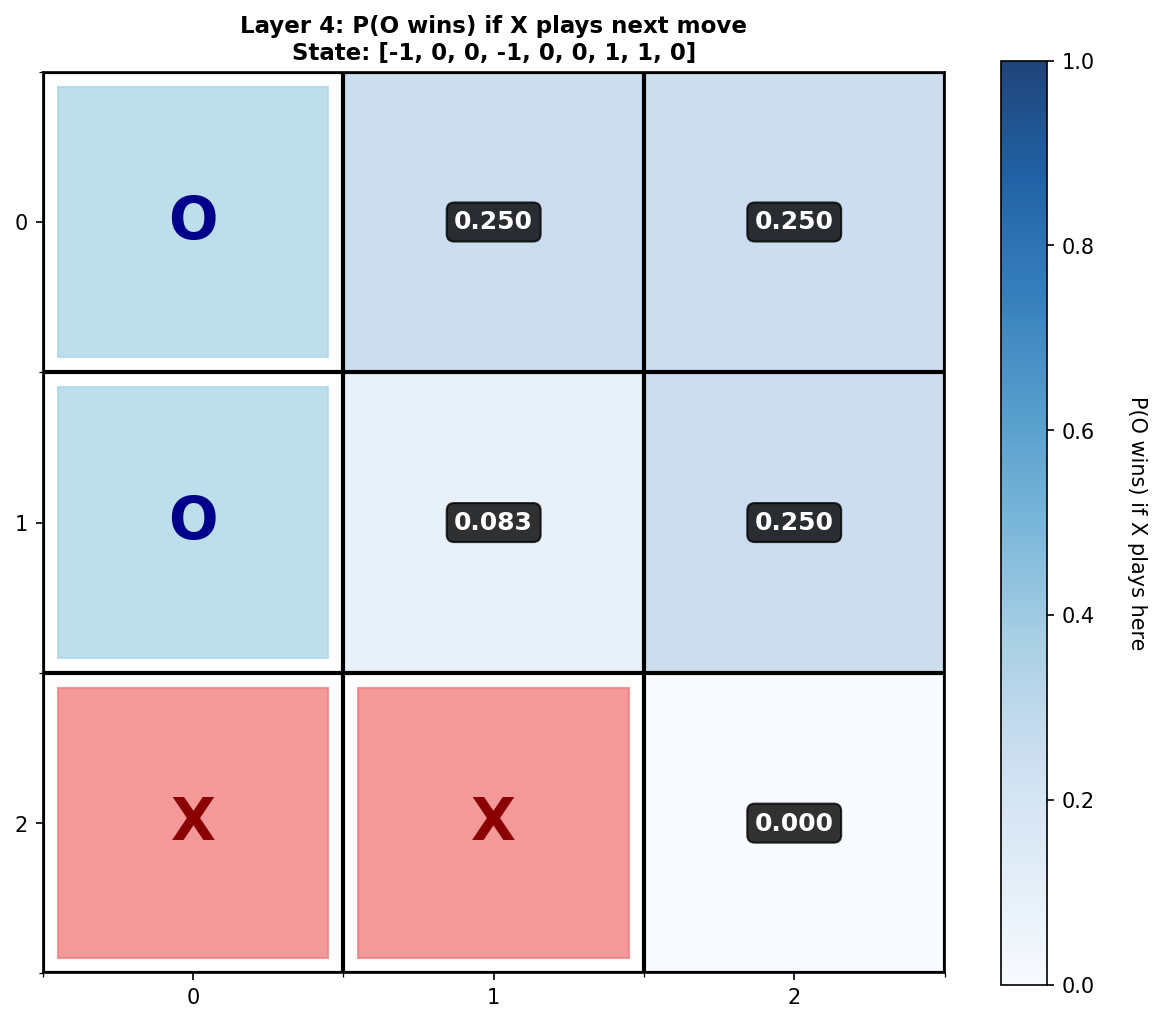 Layer 4: P(O wins) if X plays next move
State: [-1, 0, 0, -1, 0, 0, 1, 1, 0]
0
O
0.250
0.250
1
O
0.083
0.250
2
X
X
0.000
0
1
2
1.0
0.8
0.6
0.4
0.2
0.0
P(O wins) if X plays here